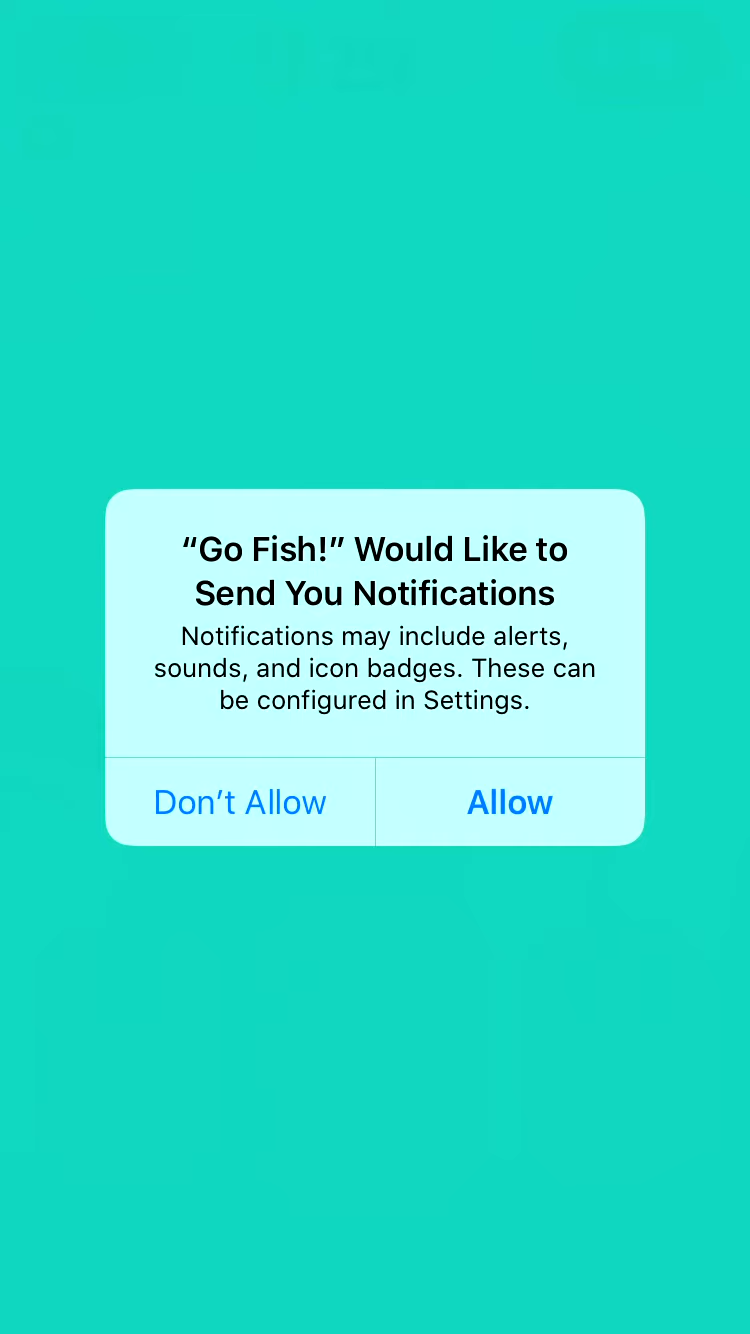 “Go Fish!” Would Like to
Send You Notifications
Notifications may include alerts,
sounds, and icon badges. These can
be configured in Settings.
Don’t Allow
Allow